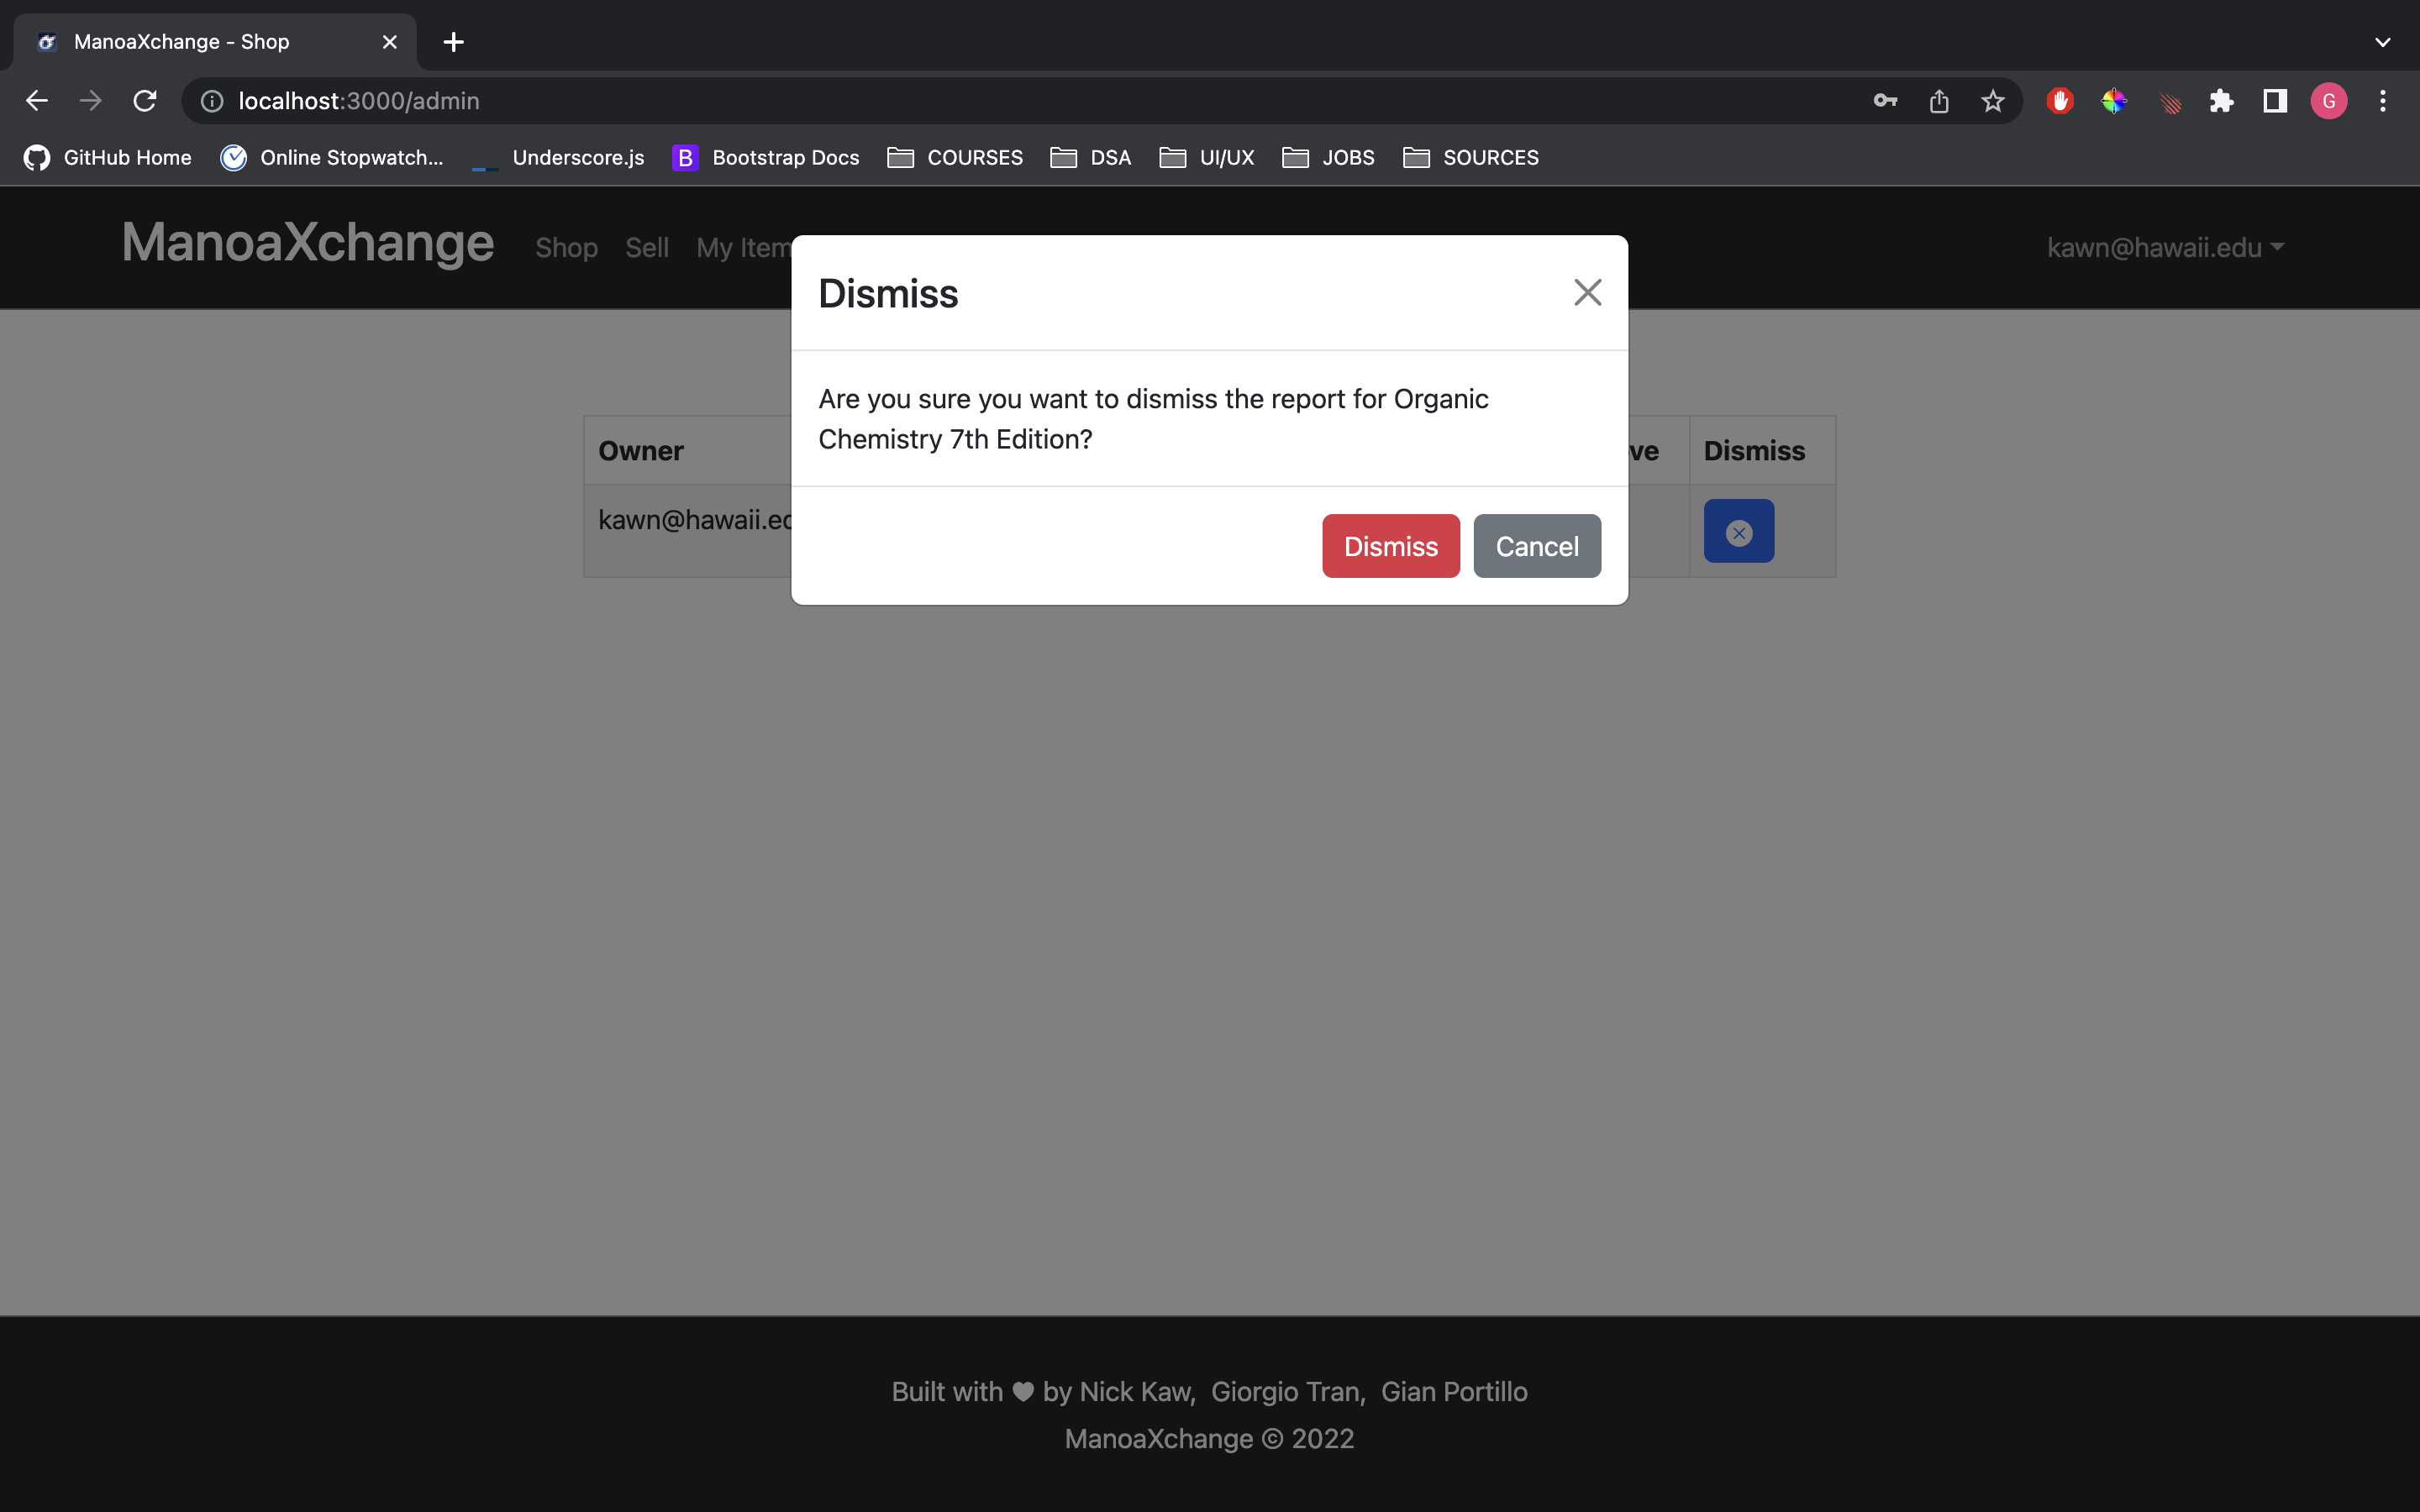 ManoaXchange - Shop
localhost:3000/admin
G
GitHub Home Online Stopwatch... Underscore.js B Bootstrap Docs COURSES DSA UI/UX JOBS SOURCES
ManoaXchange Shop Sell My Item kawn@hawaii.edu
Dismiss
Are you sure you want to dismiss the report for Organic
Chemistry 7th Edition?
Owner ve Dismiss
kawn@hawaii.ed
Dismiss Cancel
Built with ♥ by Nick Kaw, Giorgio Tran, Gian Portillo
ManoaXchange © 2022